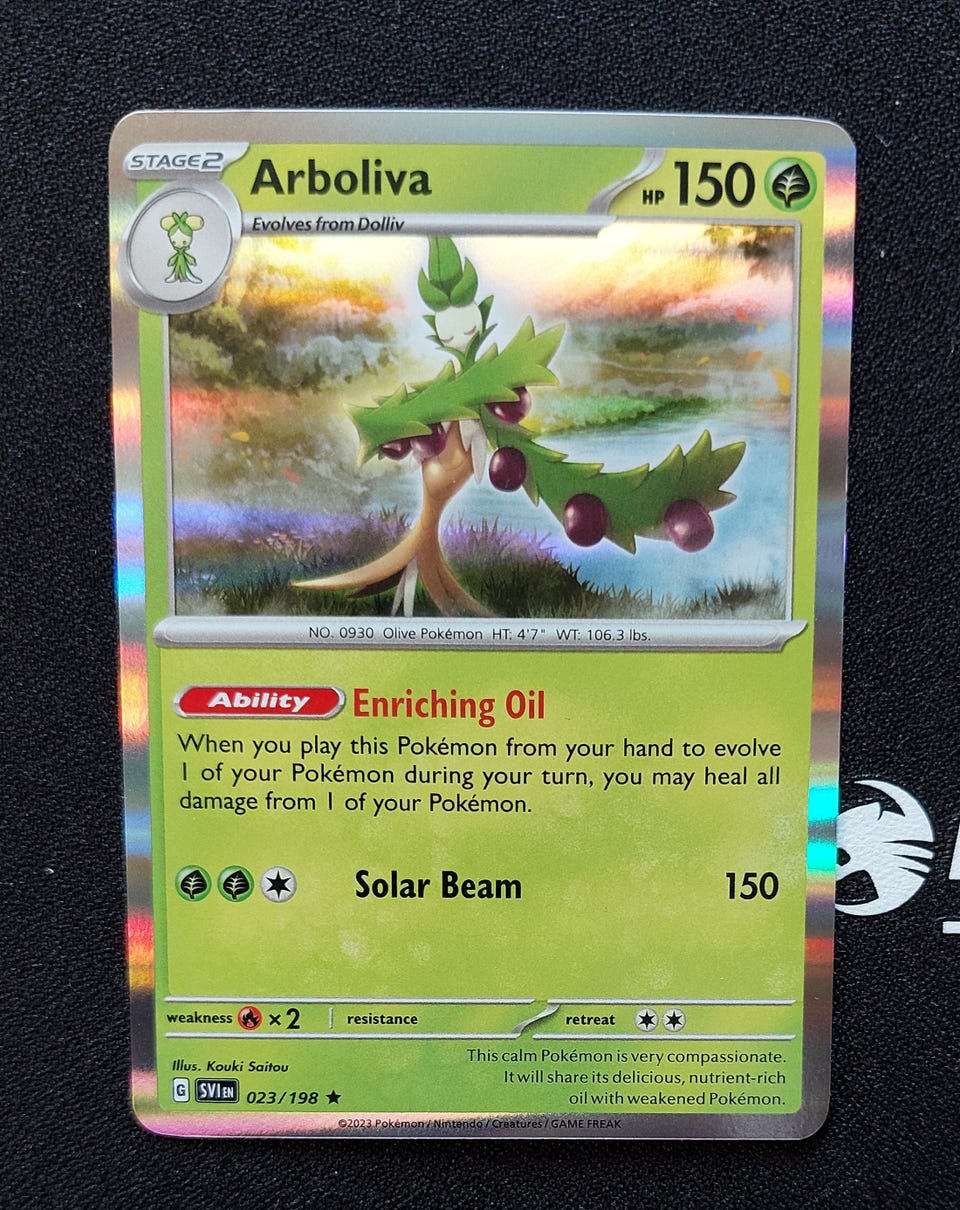 STAGE2
Arboliva
HP 150
Evolves from Dolliv
NO. 0930 Olive Pokémon HT: 4'7" WT: 106.3 lbs.
Ability Enriching Oil
When you play this Pokémon from your hand to evolve
1 of your Pokémon during your turn, you may heal all
damage from 1 of your Pokémon.
Solar Beam 150
weakness ×2 resistance retreat
This calm Pokémon is very compassionate.
It will share its delicious, nutrient-rich
oil with weakened Pokémon.
Illus. Kouki Saitou
G SVI EN 023/198
©2023 Pokémon / Nintendo / Creatures / GAME FREAK